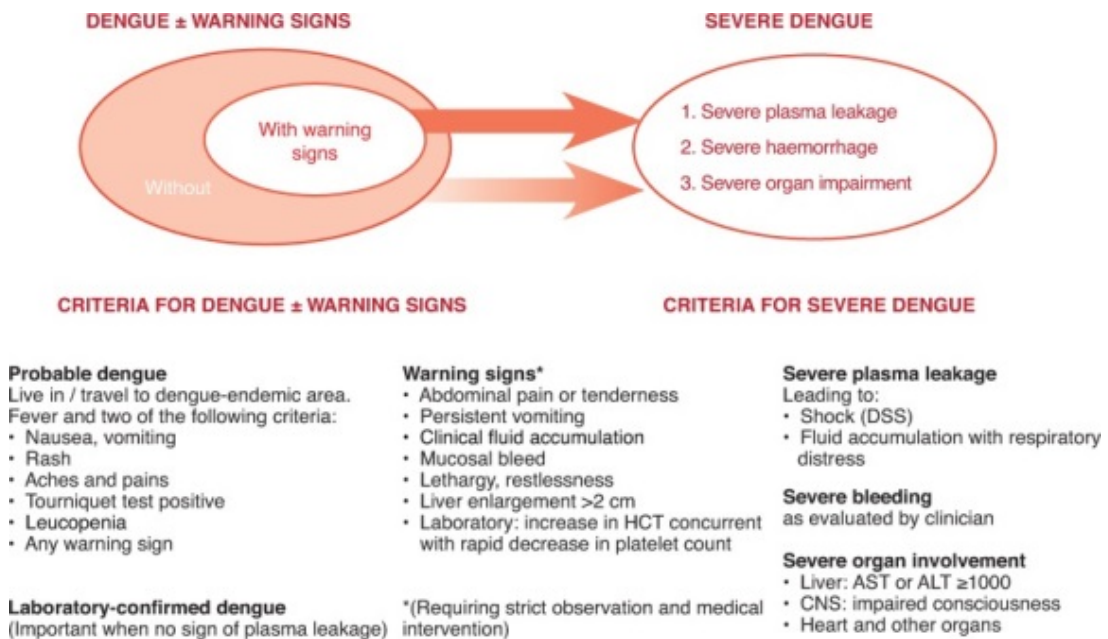 DENGUE ± WARNING SIGNS
SEVERE DENGUE
With warning
signs
Without
1. Severe plasma leakage
2. Severe haemorrhage
3. Severe organ impairment
CRITERIA FOR DENGUE ± WARNING SIGNS
CRITERIA FOR SEVERE DENGUE
Probable dengue
Live in / travel to dengue-endemic area.
Fever and two of the following criteria:
• Nausea, vomiting
• Rash
• Aches and pains
• Tourniquet test positive
• Leucopenia
• Any warning sign
Laboratory-confirmed dengue
(Important when no sign of plasma leakage)
Warning signs*
• Abdominal pain or tenderness
• Persistent vomiting
• Clinical fluid accumulation
• Mucosal bleed
• Lethargy, restlessness
• Liver enlargement >2 cm
• Laboratory: increase in HCT concurrent
with rapid decrease in platelet count
*(Requiring strict observation and medical
intervention)
Severe plasma leakage
Leading to:
• Shock (DSS)
• Fluid accumulation with respiratory
distress
Severe bleeding
as evaluated by clinician
Severe organ involvement
• Liver: AST or ALT ≥1000
• CNS: impaired consciousness
• Heart and other organs